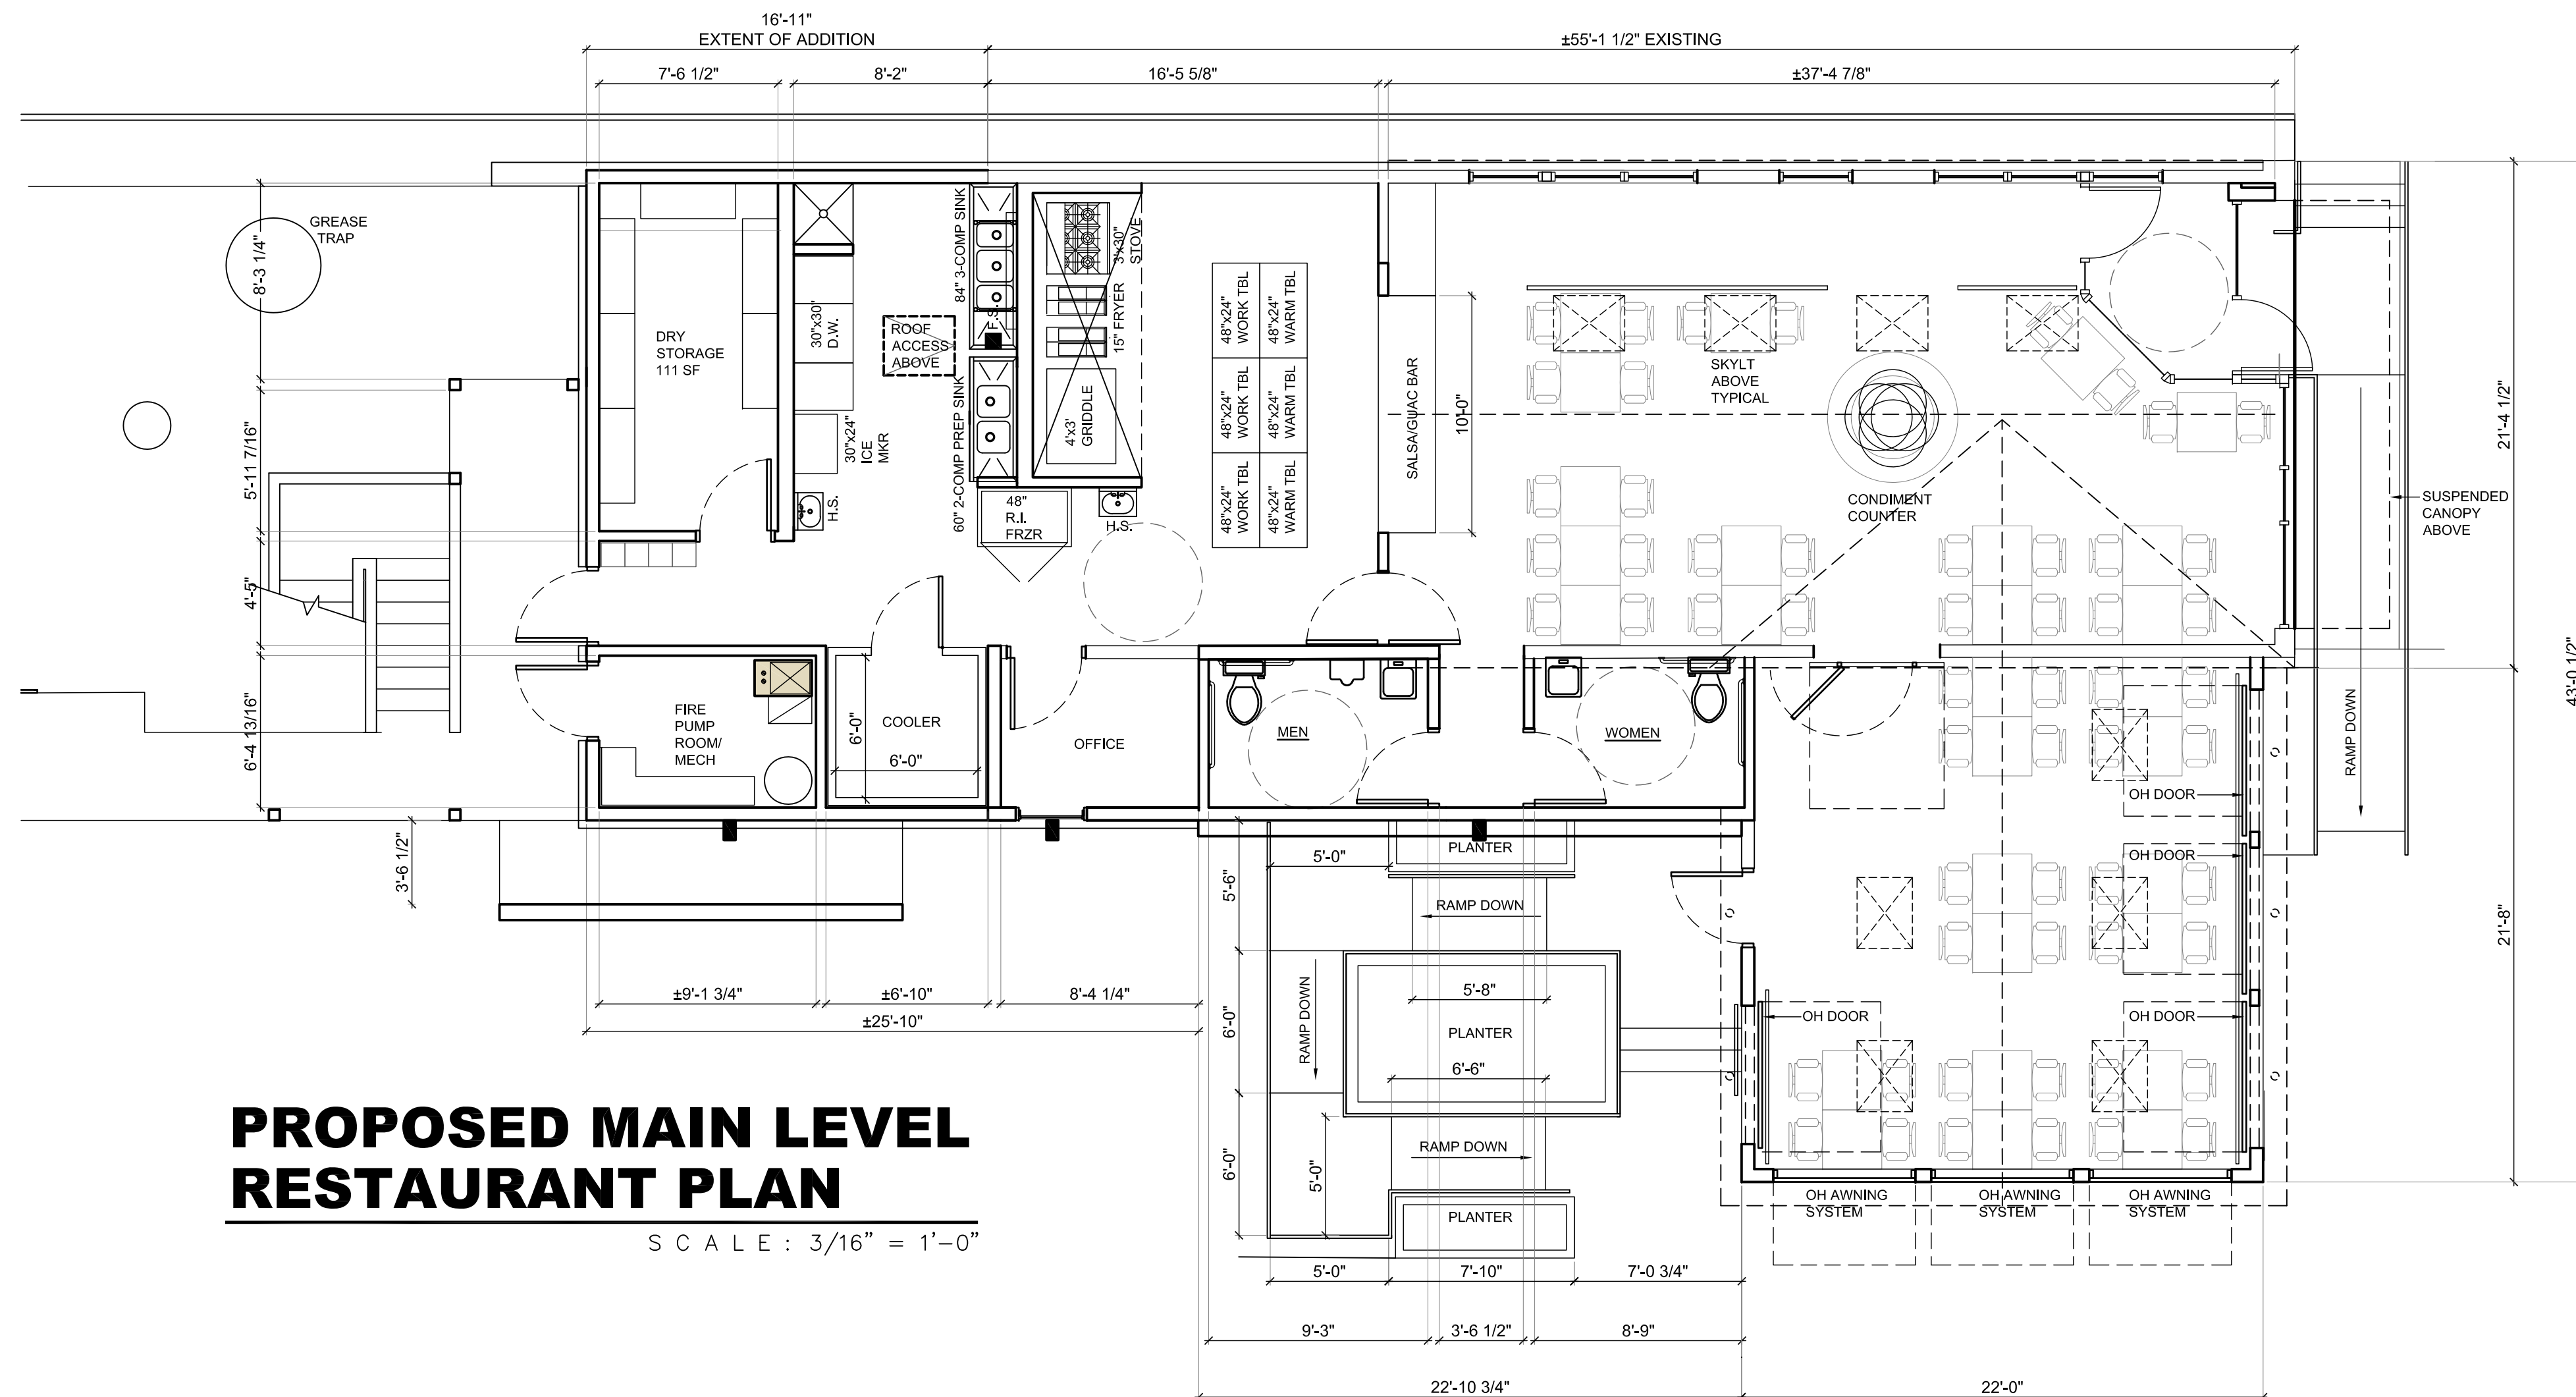 16'-11"
EXTENT OF ADDITION
±55'-1 1/2" EXISTING
7'-6 1/2"
8'-2"
16'-5 5/8"
±37'-4 7/8"
GREASE
TRAP
8'-3 1/4"
5'-11 7/16"
4'-5"
6'-4 13/16"
3'-6 1/2"
DRY
STORAGE
111 SF
30"x30"
D.W.
30"x24"
ICE
MKR
H.S.
ROOF
ACCESS
ABOVE
84" 3-COMP SINK
F.S.
60" 2-COMP PREP SINK
3'x30"
STOVE
15" FRYER
4'x3'
GRIDDLE
48"
R.I.
FRZR
H.S.
48"x24"
WORK TBL
48"x24"
WARM TBL
48"x24"
WORK TBL
48"x24"
WARM TBL
48"x24"
WORK TBL
48"x24"
WARM TBL
SALSA/GUAC BAR
10'-0"
SKYLT
ABOVE
TYPICAL
CONDIMENT
COUNTER
SUSPENDED
CANOPY
ABOVE
21'-4 1/2"
43'-0 1/2"
21'-8"
RAMP DOWN
FIRE
PUMP
ROOM/
MECH
COOLER
6'-0"
6'-0"
OFFICE
MEN
WOMEN
OH DOOR
OH DOOR
OH DOOR
OH DOOR
PLANTER
5'-0"
5'-6"
RAMP DOWN
RAMP DOWN
5'-8"
PLANTER
6'-6"
6'-0"
RAMP DOWN
6'-0"
5'-0"
PLANTER
±9'-1 3/4"
±6'-10"
8'-4 1/4"
±25'-10"
OH AWNING
SYSTEM
OH AWNING
SYSTEM
OH AWNING
SYSTEM
5'-0"
7'-10"
7'-0 3/4"
9'-3"
3'-6 1/2"
8'-9"
22'-10 3/4"
22'-0"
PROPOSED MAIN LEVEL
RESTAURANT PLAN
SCALE: 3/16" = 1'-0"